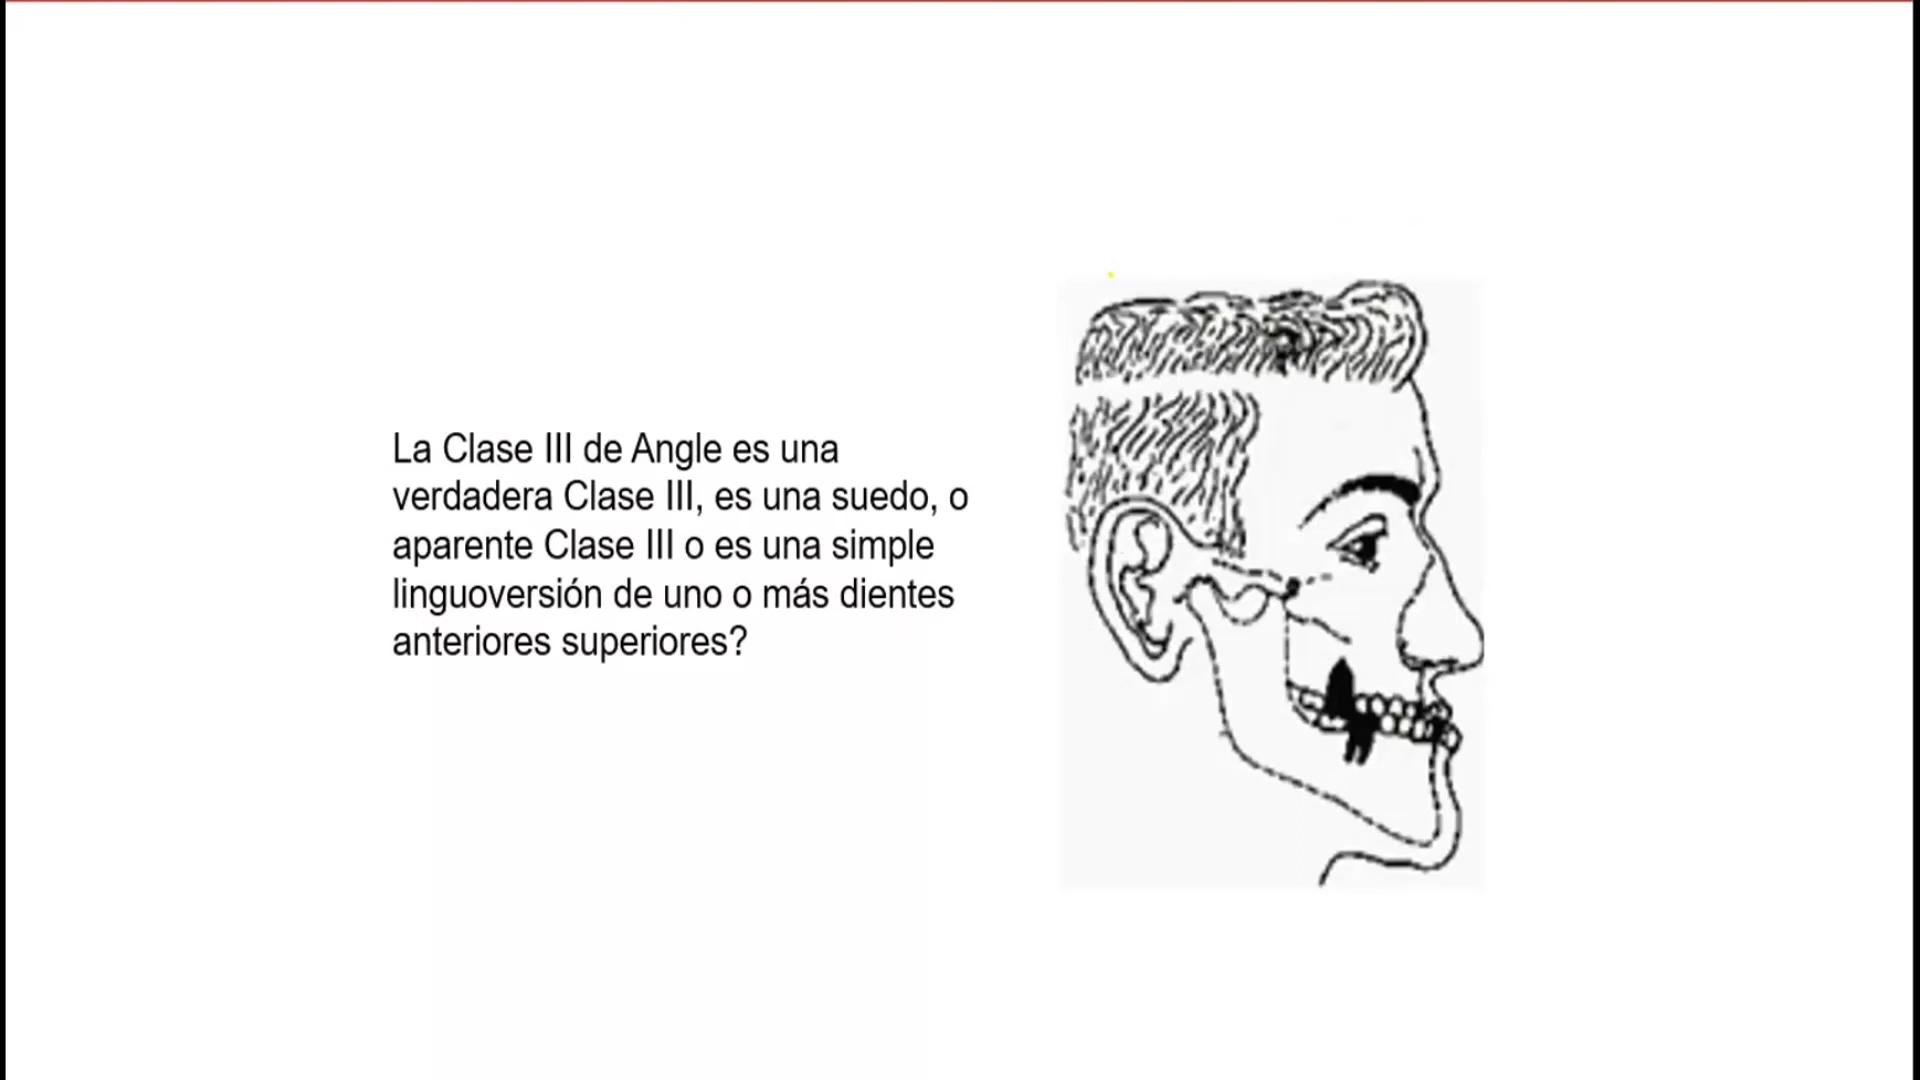 La Clase III de Angle es una
verdadera Clase III, es una suedo, o
aparente Clase III o es una simple
linguoversión de uno o más dientes
anteriores superiores?